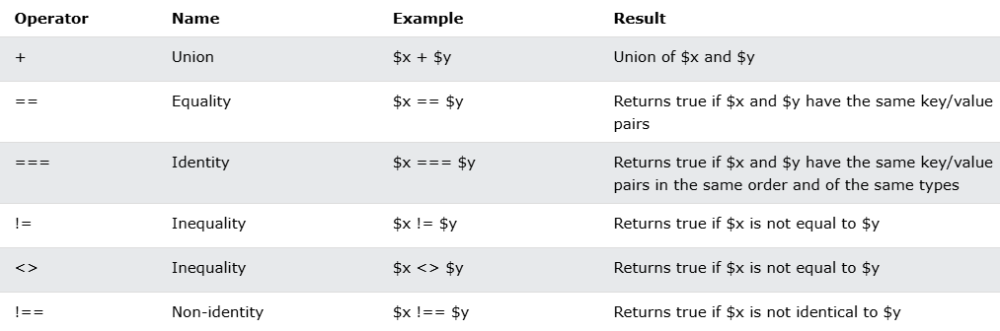 Operator Name Example Result
+ Union $x + $y Union of $x and $y
== Equality $x == $y Returns true if $x and $y have the same key/value
pairs
=== Identity $x === $y Returns true if $x and $y have the same key/value
pairs in the same order and of the same types
!= Inequality $x != $y Returns true if $x is not equal to $y
<> Inequality $x <> $y Returns true if $x is not equal to $y
!== Non-identity $x !== $y Returns true if $x is not identical to $y